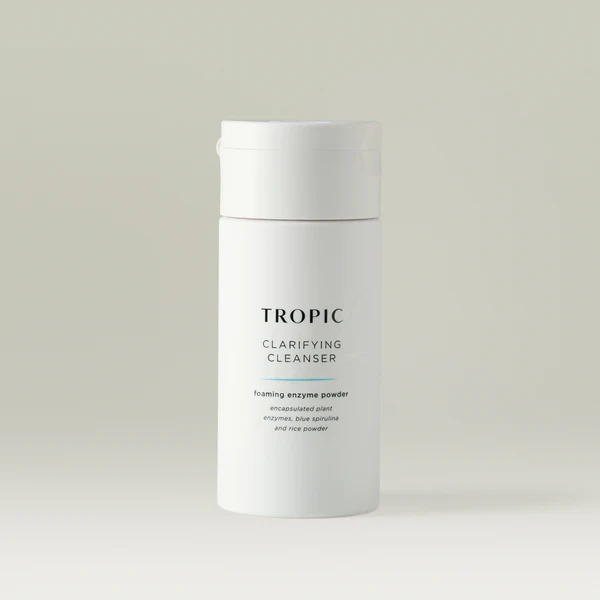 TROPIC
CLARIFYING
CLEANSER
foaming enzyme powder
encapsulated plant
enzymes, blue spirulina
and rice powder